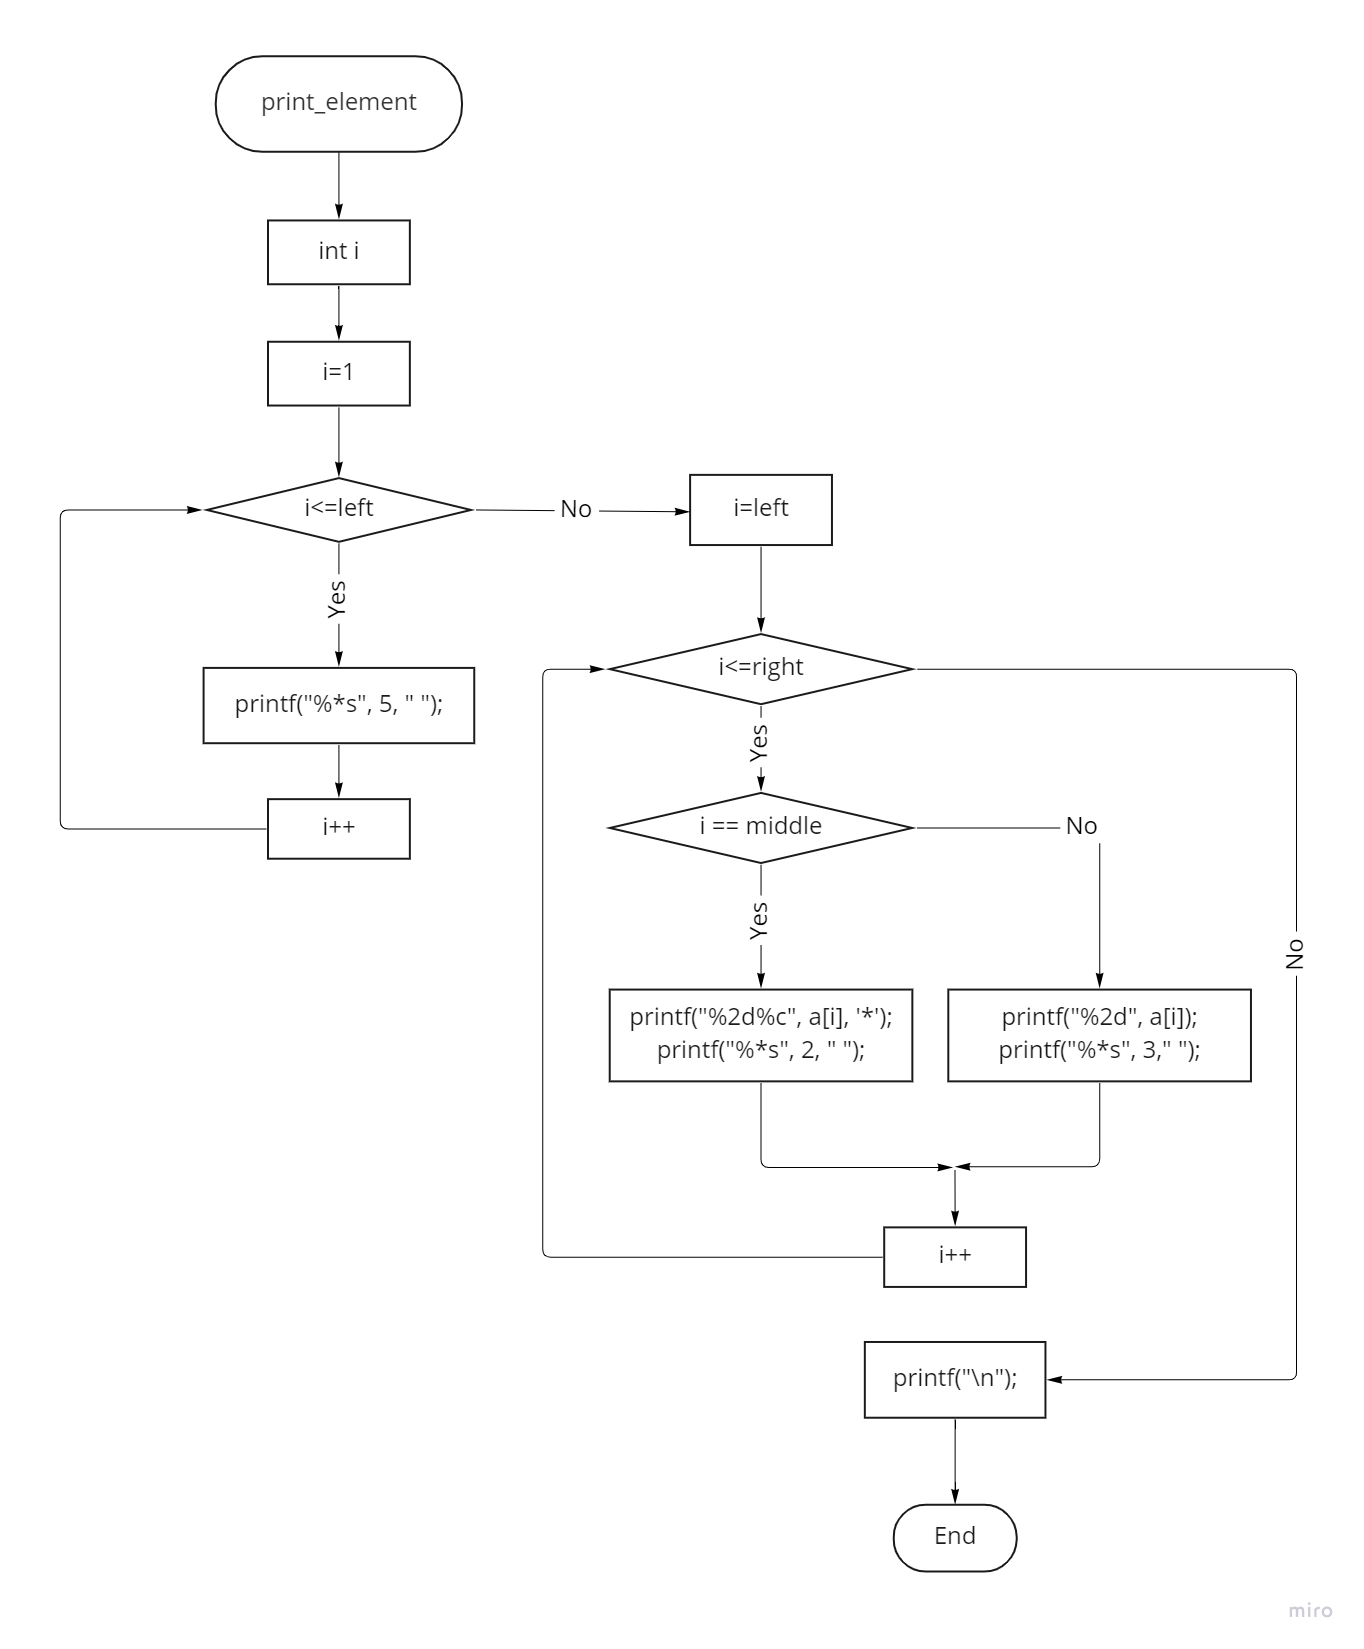 print_element
int i
i=1
i<=left
No
i=left
Yes
i<=right
printf("%*s", 5, " ");
Yes
i++
i == middle
No
Yes
No
printf("%2d%c", a[i], '*');
printf("%*s", 2, " ");
printf("%2d", a[i]);
printf("%*s", 3," ");
i++
printf("\n");
End
miro